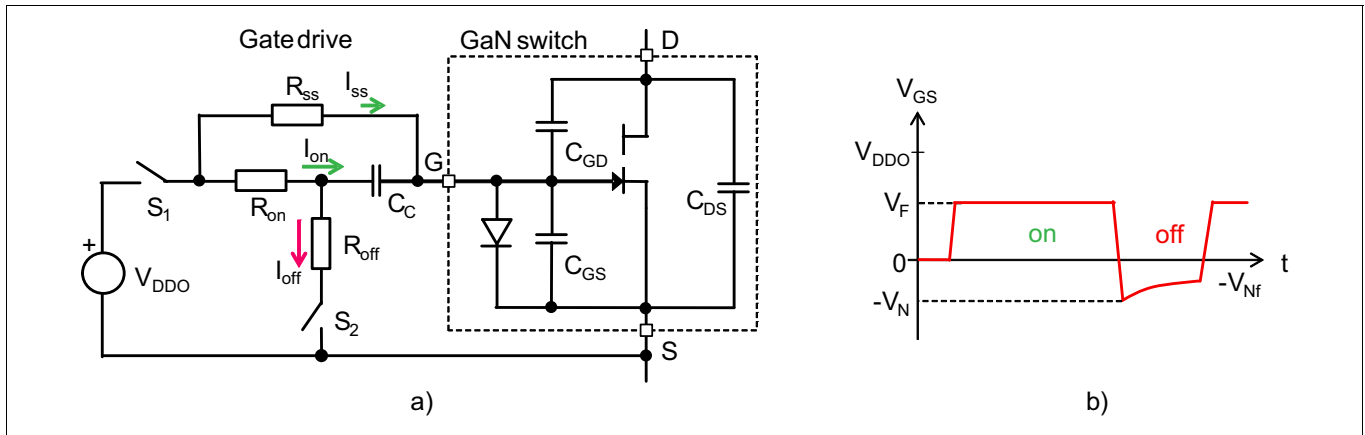 Gate drive
GaN switch
D
R_ss
I_ss
I_on
G
C_GD
S_1
R_on
C_C
C_DS
+
V_DDO
R_off
I_off
C_GS
S_2
S
a)
V_GS
V_DDO
V_F
on
off
0
t
-V_N
-V_Nf
b)